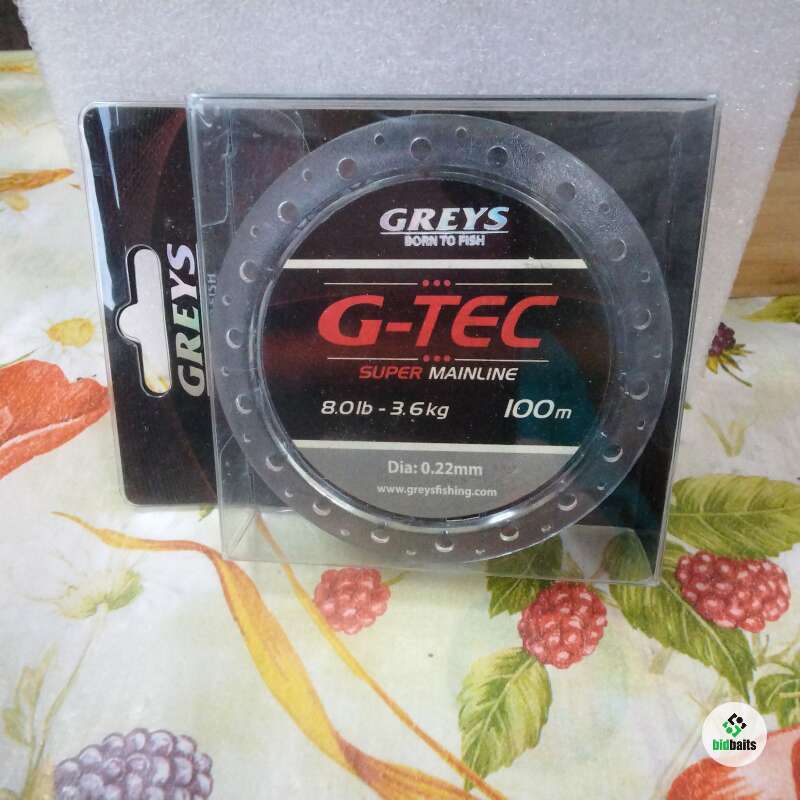 GREYS
BORN TO FISH
G-TEC
SUPER MAINLINE
8.0lb - 3.6kg 100m
Dia: 0.22mm
www.greysfishing.com
GREYS
FISH
bidbaits